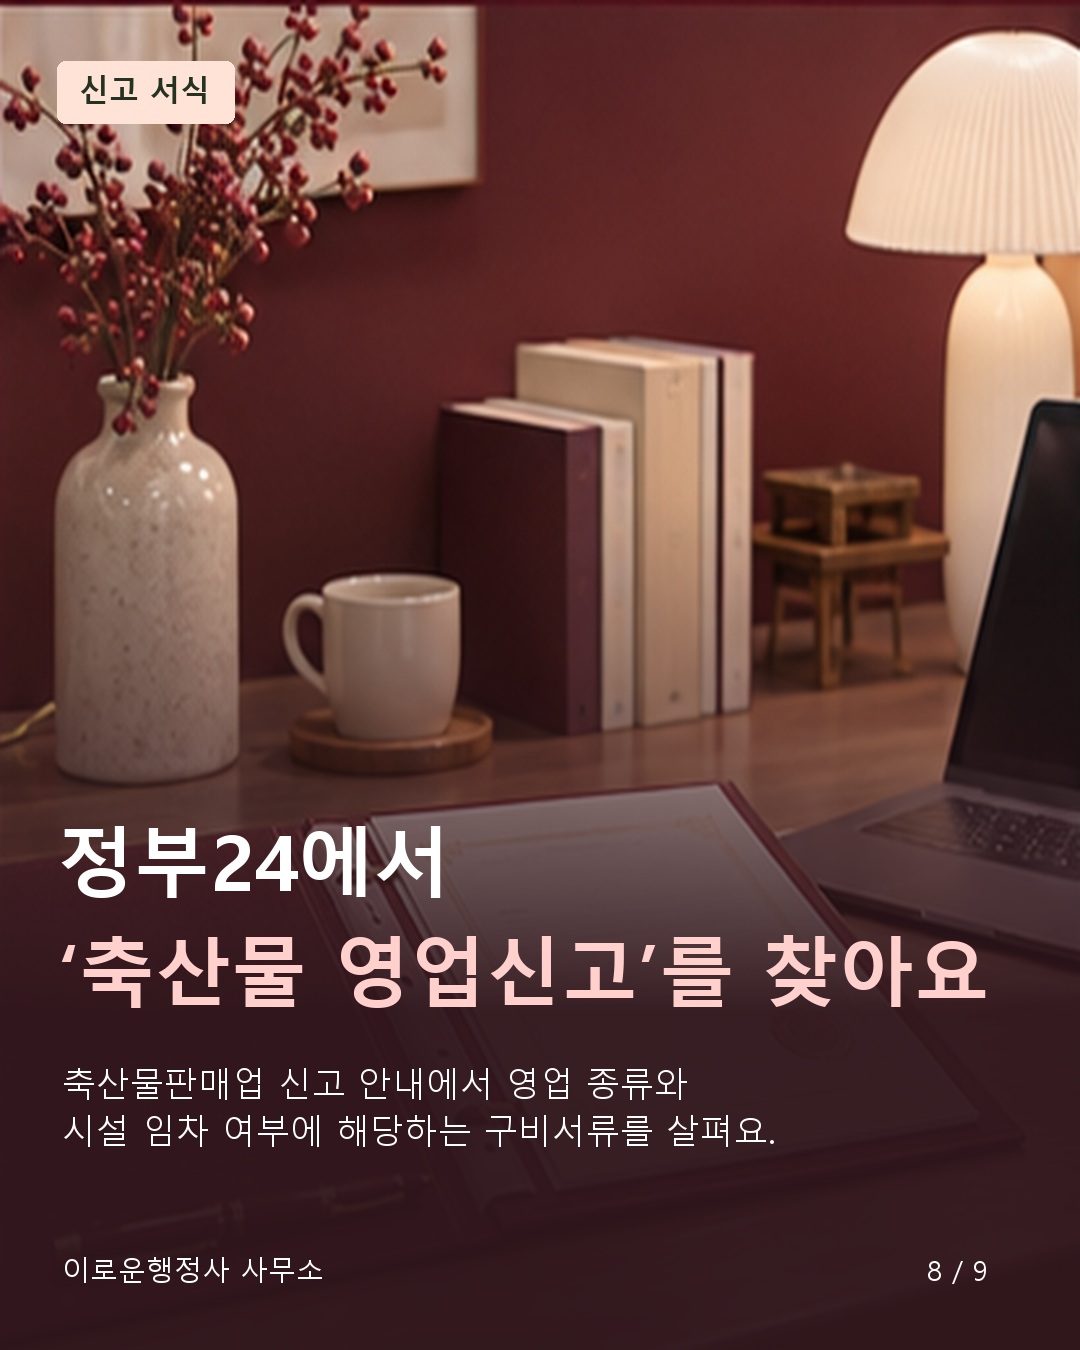 신고 서식
정부24에서
‘축산물 영업신고’를 찾아요
축산물판매업 신고 안내에서 영업 종류와
시설 임차 여부에 해당하는 구비서류를 살펴요.
이로운행정사 사무소
8 / 9